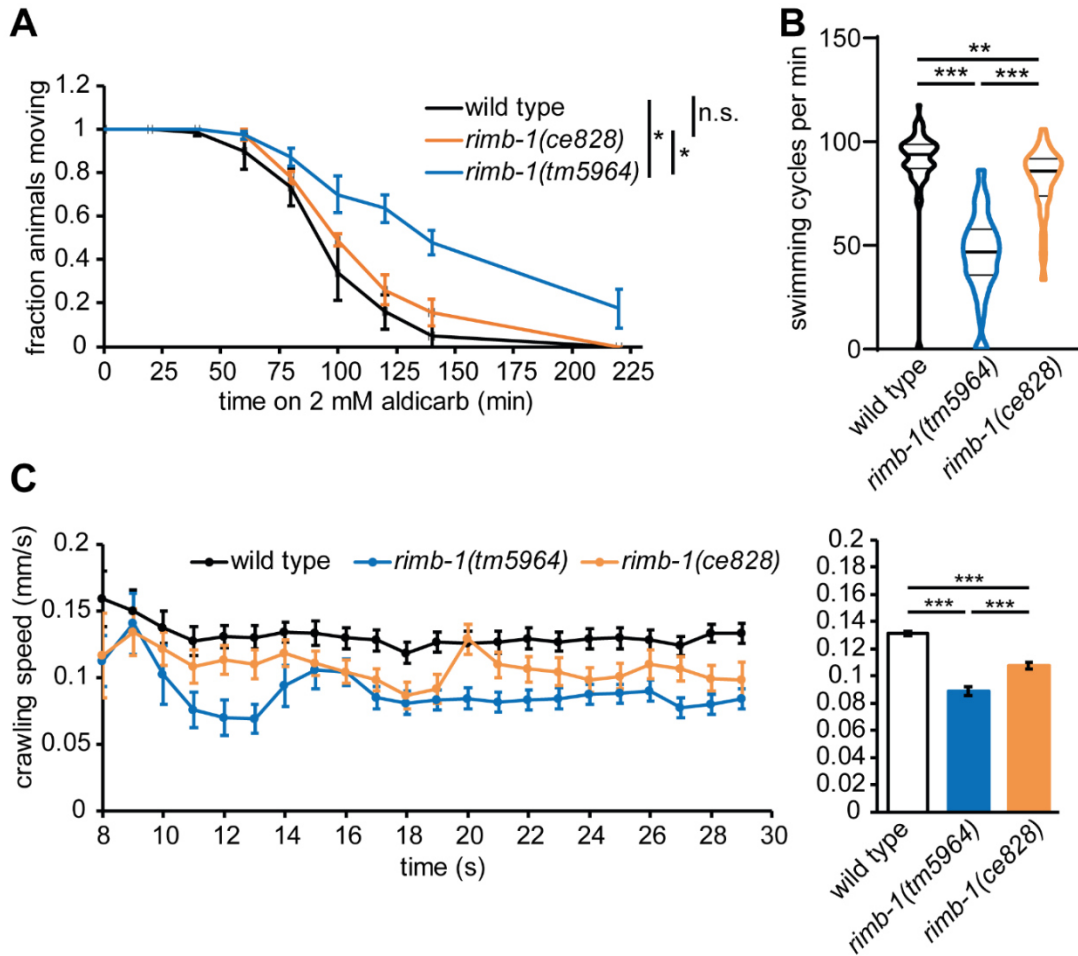 A
fraction animals moving
1.2
1
0.8
0.6
0.4
0.2
0
0 25 50 75 100 125 150 175 200 225
time on 2 mM aldicarb (min)
wild type
rimb-1(ce828)
rimb-1(tm5964)
*
*
n.s.
B
swimming cycles per min
150
100
50
0
**
*** ***
wild type
rimb-1(tm5964)
rimb-1(ce828)
C
crawling speed (mm/s)
0.2
0.15
0.1
0.05
0
wild type rimb-1(tm5964) rimb-1(ce828)
8 10 12 14 16 18 20 22 24 26 28 30
time (s)
0.2
0.18
0.16
0.14
0.12
0.1
0.08
0.06
0.04
0.02
0
***
*** ***
wild type
rimb-1(tm5964)
rimb-1(ce828)